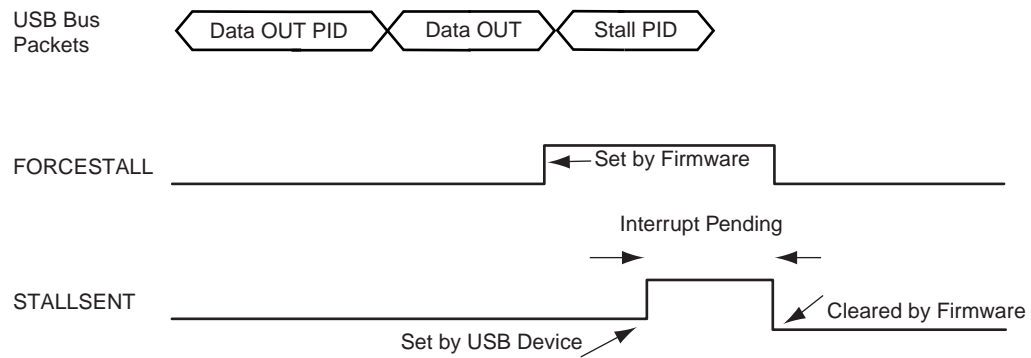 USB Bus
Packets
Data OUT PID
Data OUT
Stall PID
FORCESTALL
Set by Firmware
Interrupt Pending
STALLSENT
Cleared by Firmware
Set by USB Device